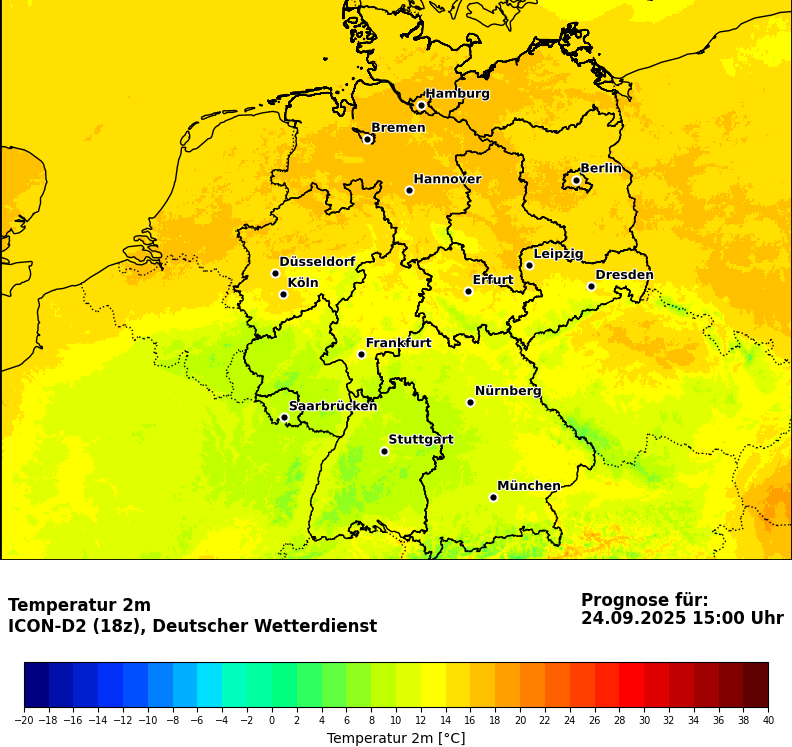 Hamburg
Bremen
Berlin
Hannover
Leipzig
Düsseldorf
Dresden
Köln
Erfurt
Frankfurt
Nürnberg
Saarbrücken
Stuttgart
München
Temperatur 2m
ICON-D2 (18z), Deutscher Wetterdienst
Prognose für:
24.09.2025 15:00 Uhr
−20 −18 −16 −14 −12 −10 −8 −6 −4 −2 0 2 4 6 8 10 12 14 16 18 20 22 24 26 28 30 32 34 36 38 40
Temperatur 2m [°C]